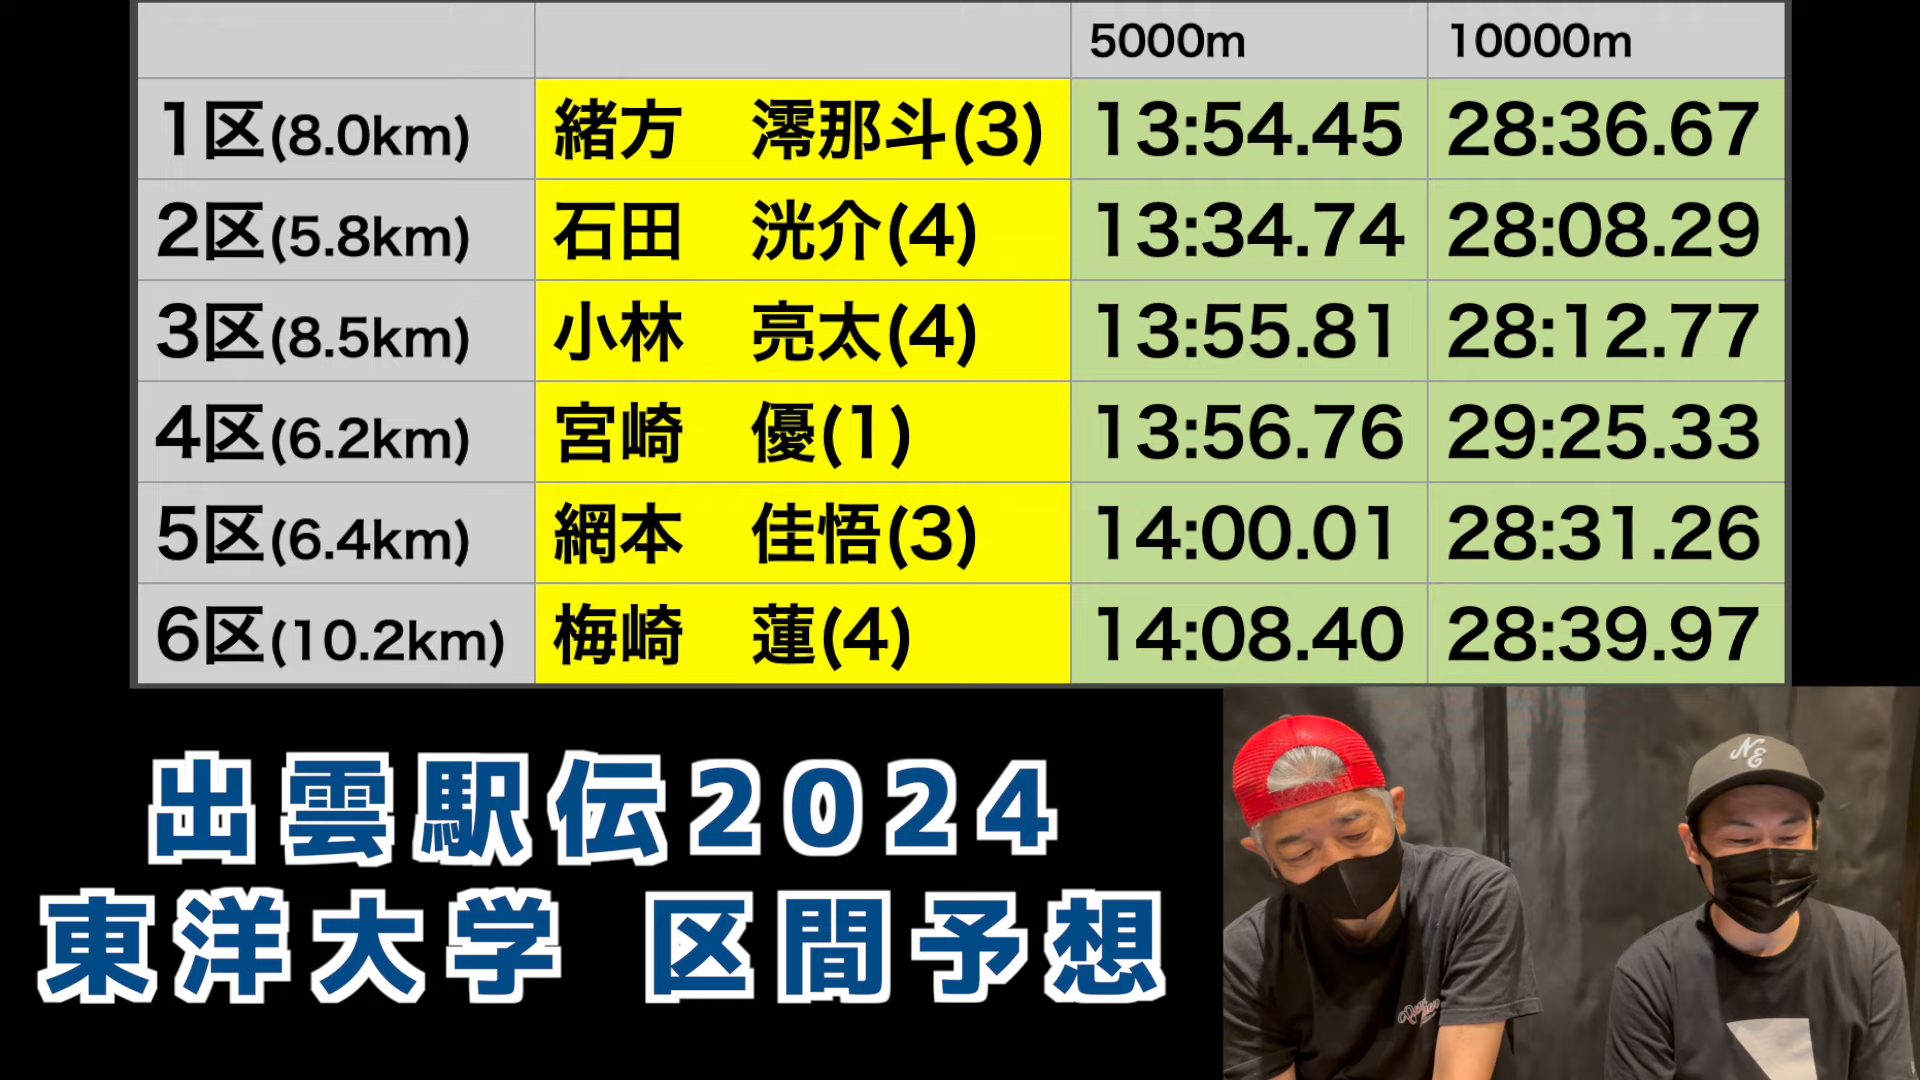 5000m 10000m
1区(8.0km) 緒方 澪那斗(3) 13:54.45 28:36.67
2区(5.8km) 石田 洸介(4) 13:34.74 28:08.29
3区(8.5km) 小林 亮太(4) 13:55.81 28:12.77
4区(6.2km) 宮崎 優(1) 13:56.76 29:25.33
5区(6.4km) 網本 佳悟(3) 14:00.01 28:31.26
6区(10.2km) 梅崎 蓮(4) 14:08.40 28:39.97
出雲駅伝2024
東洋大学 区間予想
NE